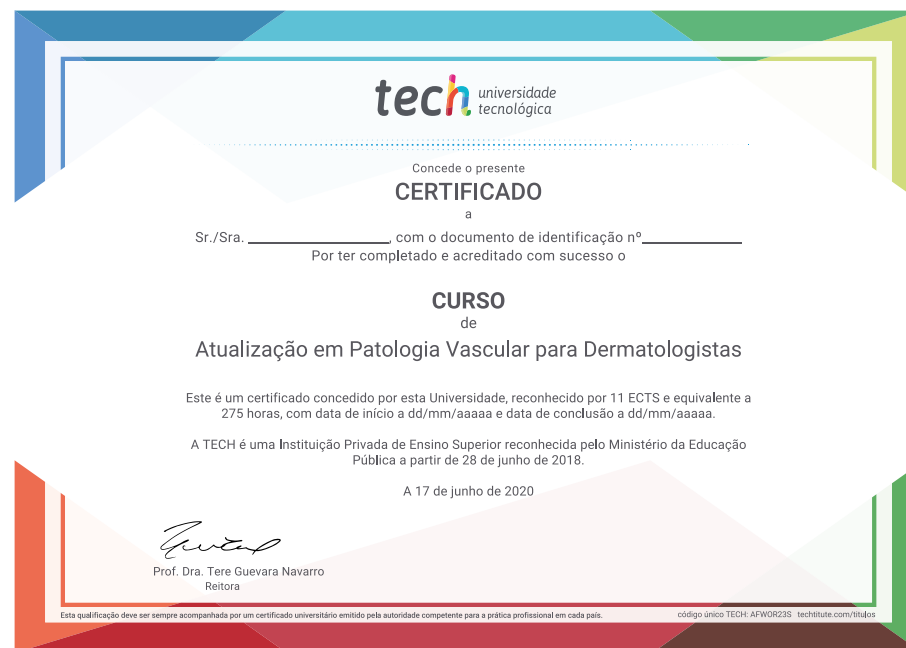 tech universidade
tecnológica
Concede o presente
CERTIFICADO
a
Sr./Sra. ________________, com o documento de identificação nº___________
Por ter completado e acreditado com sucesso o
CURSO
de
Atualização em Patologia Vascular para Dermatologistas
Este é um certificado concedido por esta Universidade, reconhecido por 11 ECTS e equivalente a
275 horas, com data de início a dd/mm/aaaaa e data de conclusão a dd/mm/aaaaa.
A TECH é uma Instituição Privada de Ensino Superior reconhecida pelo Ministério da Educação
Pública a partir de 28 de junho de 2018.
A 17 de junho de 2020
Prof. Dra. Tere Guevara Navarro
Reitora
Esta qualificação deve ser sempre acompanhada por um certificado universitário emitido pela autoridade competente para a prática profissional em cada país.
código único TECH: AFWOR23S techtitute.com/títulos